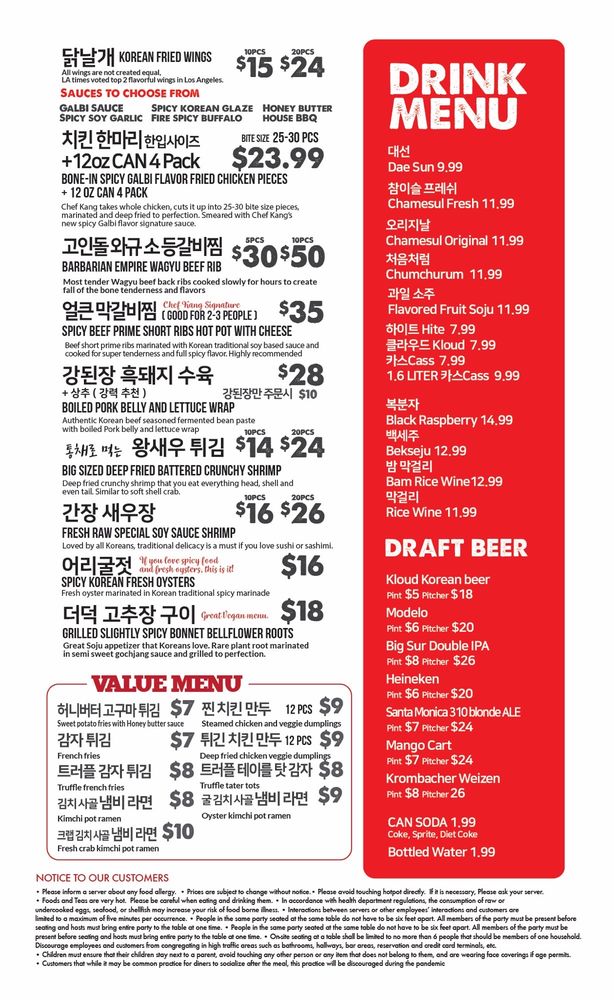 닭날개 KOREAN FRIED WINGS 10PCS $15 20PCS $24
All wings are not created equal,
LA times voted top 2 flavorful wings in Los Angeles.
SAUCES TO CHOOSE FROM
GALBI SAUCE SPICY KOREAN GLAZE HONEY BUTTER
SPICY SOY GARLIC FIRE SPICY BUFFALO HOUSE BBQ
치킨 한마리 한입사이즈 BITE SIZE 25-30 PCS
+12oz CAN 4 Pack $23.99
BONE-IN SPICY GALBI FLAVOR FRIED CHICKEN PIECES
+ 12 OZ CAN 4 PACK
Chef Kang takes whole chicken, cuts it up into 25-30 bite size pieces,
marinated and deep fried to perfection. Smeared with Chef Kang's
new spicy Galbi flavor signature sauce.
고인돌 와규 소 등갈비찜 5PCS $30 10PCS $50
BARBARIAN EMPIRE WAGYU BEEF RIB
Most tender Wagyu beef back ribs cooked slowly for hours to create
fall of the bone tenderness and flavors
얼큰 막갈비찜 Chef Kang Signature ( GOOD FOR 2-3 PEOPLE ) $35
SPICY BEEF PRIME SHORT RIBS HOT POT WITH CHEESE
Beef short prime ribs marinated with Korean traditional soy based sauce and
cooked for super tenderness and full spicy flavor. Highly recommended
강된장 흑돼지 수육 $28
+ 상추 ( 강력 추천 ) 강된장만 주문시 $10
BOILED PORK BELLY AND LETTUCE WRAP
Authentic Korean beef seasoned fermented bean paste
with boiled Pork belly and lettuce wrap
통채로 먹는 왕새우 튀김 10PCS $14 20PCS $24
BIG SIZED DEEP FRIED BATTERED CRUNCHY SHRIMP
Deep fried crunchy shrimp that you eat everything head, shell and
even tail. Similar to soft shell crab.
간장 새우장 10PCS $16 20PCS $26
FRESH RAW SPECIAL SOY SAUCE SHRIMP
Loved by all Koreans, traditional delicacy is a must if you love sushi or sashimi.
어리굴젓 If you love spicy food and fresh oysters, this is it! $16
SPICY KOREAN FRESH OYSTERS
Fresh oyster marinated in Korean traditional spicy marinade
더덕 고추장 구이 Great Vegan menu. $18
GRILLED SLIGHTLY SPICY BONNET BELLFLOWER ROOTS
Great Soju appetizer that Koreans love. Rare plant root marinated
in semi sweet gochjang sauce and grilled to perfection.
VALUE MENU
허니버터 고구마 튀김 $7 찐 치킨 만두 12 PCS $9
Sweet potato fries with Honey butter sauce Steamed chicken and veggie dumplings
감자 튀김 $7 튀긴 치킨 만두 12 PCS $9
French fries Deep fried chicken veggie dumplings
트러플 감자 튀김 $8 트러플 테이를 탓 감자 $8
Truffle french fries Truffle tater tots
김치 사골 냄비 라면 $8 굴 김치 사골 냄비 라면 $9
Kimchi pot ramen Oyster kimchi pot ramen
크랩 김치 사골 냄비 라면 $10
Fresh crab kimchi pot ramen
DRINK
MENU
대선
Dae Sun 9.99
참이슬 프레쉬
Chamesul Fresh 11.99
오리지날
Chamesul Original 11.99
처음처럼
Chumchurum 11.99
과일 소주
Flavored Fruit Soju 11.99
하이트 Hite 7.99
클라우드 Kloud 7.99
카스Cass 7.99
1.6 LITER 카스Cass 9.99
복분자
Black Raspberry 14.99
백세주
Bekseju 12.99
밤 막걸리
Bam Rice Wine12.99
막걸리
Rice Wine 11.99
DRAFT BEER
Kloud Korean beer
Pint $5 Pitcher $18
Modelo
Pint $6 Pitcher $20
Big Sur Double IPA
Pint $8 Pitcher $26
Heineken
Pint $6 Pitcher $20
Santa Monica 310 blonde ALE
Pint $7 Pitcher $24
Mango Cart
Pint $7 Pitcher $24
Krombacher Weizen
Pint $8 Pitcher 26
CAN SODA 1.99
Coke, Sprite, Diet Coke
Bottled Water 1.99
NOTICE TO OUR CUSTOMERS
• Please inform a server about any food allergy. • Prices are subject to change without notice. • Please avoid touching hotpot directly. If it is necessary, Please ask your server.
• Foods and Teas are very hot. Please be careful when eating and drinking them. • In accordance with health department regulations, the consumption of raw or
undercooked eggs, seafood, or shellfish may increase your risk of food borne illness. • Interactions between servers or other employees' interactions and customers are
limited to a maximum of five minutes per occurrence. • People in the same party seated at the same table do not have to be six feet apart. All members of the party must be present before
seating and hosts must bring entire party to the table at one time. • People in the same party seated at the same table do not have to be six feet apart. All members of the party must be
present before seating and hosts must bring entire party to the table at one time. • On-site seating at a table shall be limited to no more than 6 people that should be members of one household.
Discourage employees and customers from congregating in high traffic areas such as bathrooms, hallways, bar areas, reservation and credit card terminals, etc.
• Children must ensure that their children stay next to a parent, avoid touching any other person or any item that does not belong to them, and are wearing face coverings if age permits.
• Customers that while it may be common practice for diners to socialize after the meal, this practice will be discouraged during the pandemic